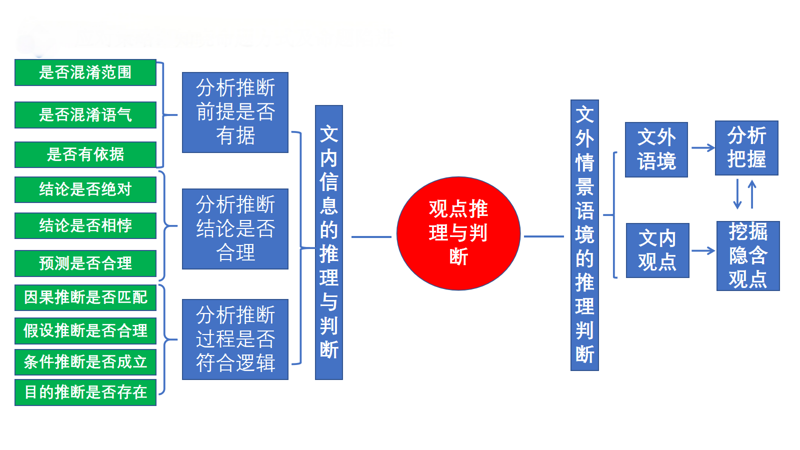 是否混淆范围
是否混淆语气
是否有依据
结论是否绝对
结论是否相悖
预测是否合理
因果推断是否匹配
假设推断是否合理
条件推断是否成立
目的推断是否存在
分析推断
前提是否
有据
分析推断
结论是否
合理
分析推断
过程是否
符合逻辑
文内信息的推理与判断
观点推
理与判
断
文外情景语境的推理判断
文外
语境
分析
把握
文内
观点
挖掘
隐含
观点